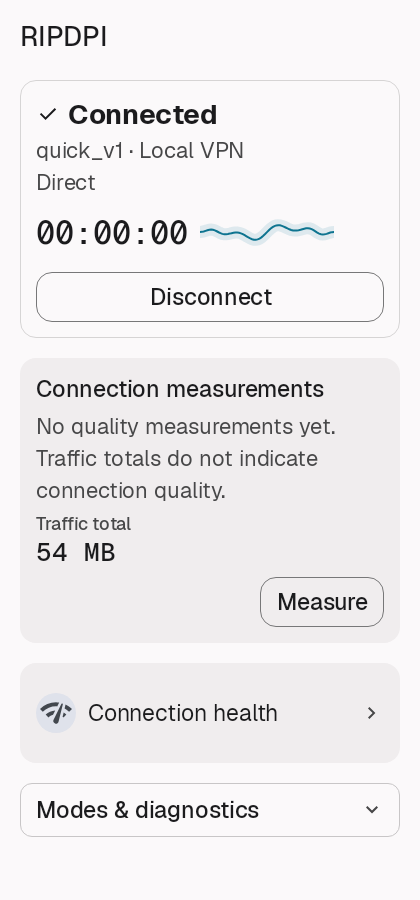 RIPDPI
Connected
quick_v1 · Local VPN
Direct
00:00:00
Disconnect
Connection measurements
No quality measurements yet.
Traffic totals do not indicate
connection quality.
Traffic total
54 MB
Measure
Connection health
Modes & diagnostics